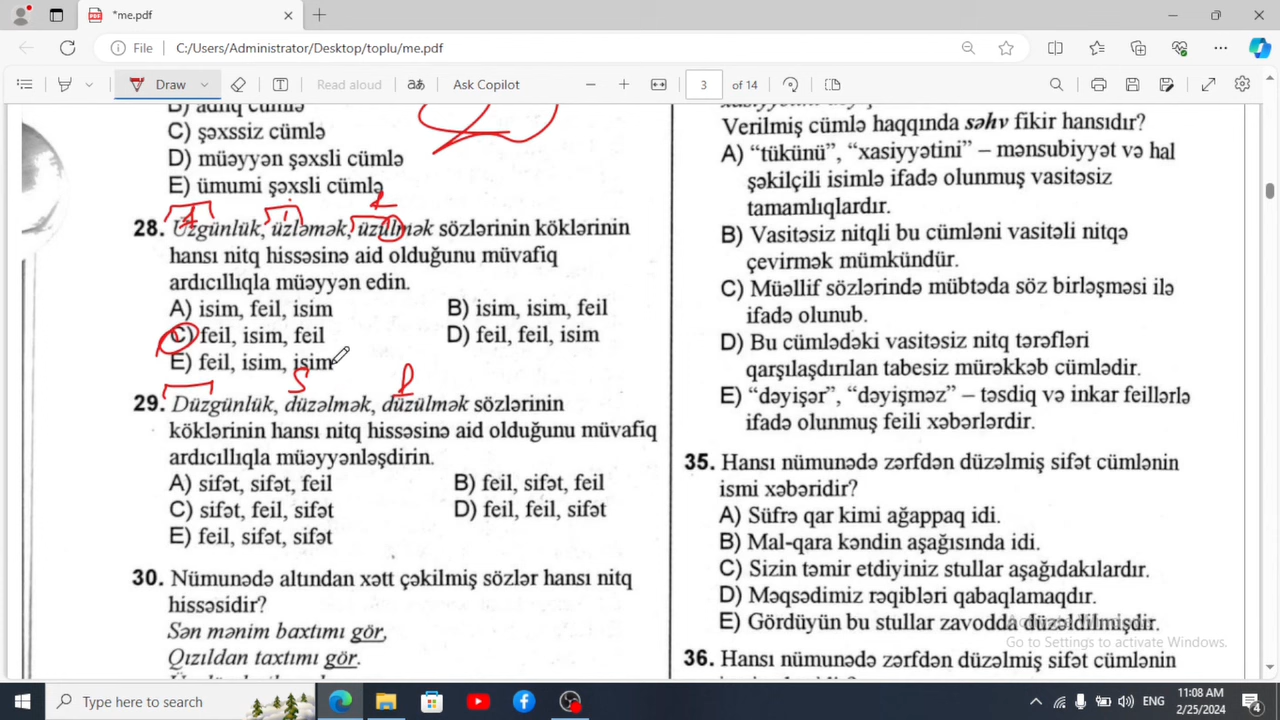 *me.pdf
File
C:/Users/Administrator/Desktop/toplu/me.pdf
Draw
Read aloud
aあ
Ask Copilot
3
of 14
B) adlıq cümlə
C) şəxssiz cümlə
D) müəyyən şəxsli cümlə
E) ümumi şəxsli cümlə
28. Üzgünlük, üzləmək, üzülmək sözlərinin köklərinin
hansı nitq hissəsinə aid olduğunu müvafiq
ardıcıllıqla müəyyən edin.
A) isim, feil, isim
B) isim, isim, feil
C) feil, isim, feil
D) feil, feil, isim
E) feil, isim, isim
29. Düzgünlük, düzəlmək, düzülmək sözlərinin
köklərinin hansı nitq hissəsinə aid olduğunu müvafiq
ardıcıllıqla müəyyənləşdirin.
A) sifət, sifət, feil
B) feil, sifət, feil
C) sifət, feil, sifət
D) feil, feil, sifət
E) feil, sifət, sifət
30. Nümunədə altından xətt çəkilmiş sözlər hansı nitq
hissəsidir?
Sən mənim baxtımı gör,
Qızıldan taxtımı gör.
Verilmiş cümlə haqqında səhv fikir hansıdır?
A) “tükünü”, “xasiyyətini” – mənsubiyyət və hal
şəkilçili isimlə ifadə olunmuş vasitəsiz
tamamlıqlardır.
B) Vasitəsiz nitqli bu cümləni vasitəli nitqə
çevirmək mümkündür.
C) Müəllif sözlərində mübtəda söz birləşməsi ilə
ifadə olunub.
D) Bu cümlədəki vasitəsiz nitq tərəfləri
qarşılaşdırılan tabesiz mürəkkəb cümlədir.
E) “dəyişər”, “dəyişməz” – təsdiq və inkar feillərlə
ifadə olunmuş feili xəbərlərdir.
35. Hansı nümunədə zərfdən düzəlmiş sifət cümlənin
ismi xəbəridir?
A) Süfrə qar kimi ağappaq idi.
B) Mal-qara kəndin aşağısında idi.
C) Sizin təmir etdiyiniz stullar aşağıdakılardır.
D) Məqsədimiz rəqibləri qabaqlamaqdır.
E) Gördüyün bu stullar zavodda düzəldilmişdir.
Activate Windows
Go to Settings to activate Windows.
36. Hansı nümunədə zərfdən düzəlmiş sifət cümlənin
Type here to search
ENG
11:08 AM
2/25/2024
4